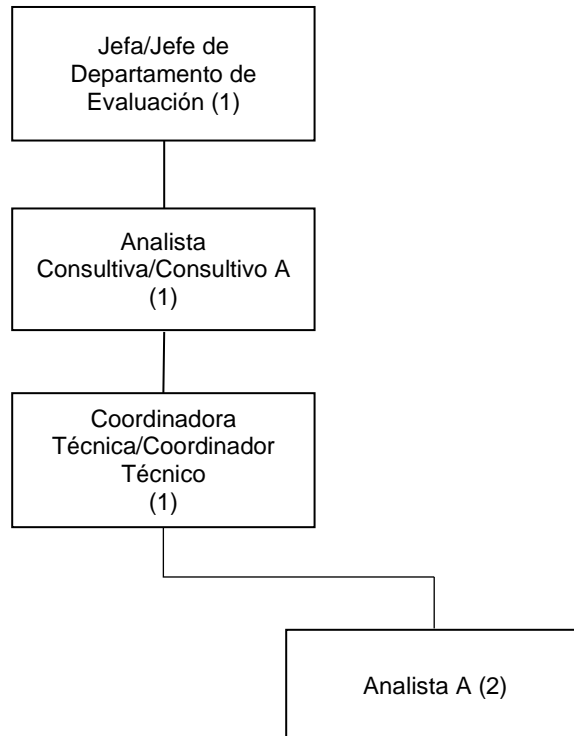 Jefa/Jefe de
Departamento de
Evaluación (1)
Analista
Consultiva/Consultivo A
(1)
Coordinadora
Técnica/Coordinador
Técnico
(1)
Analista A (2)